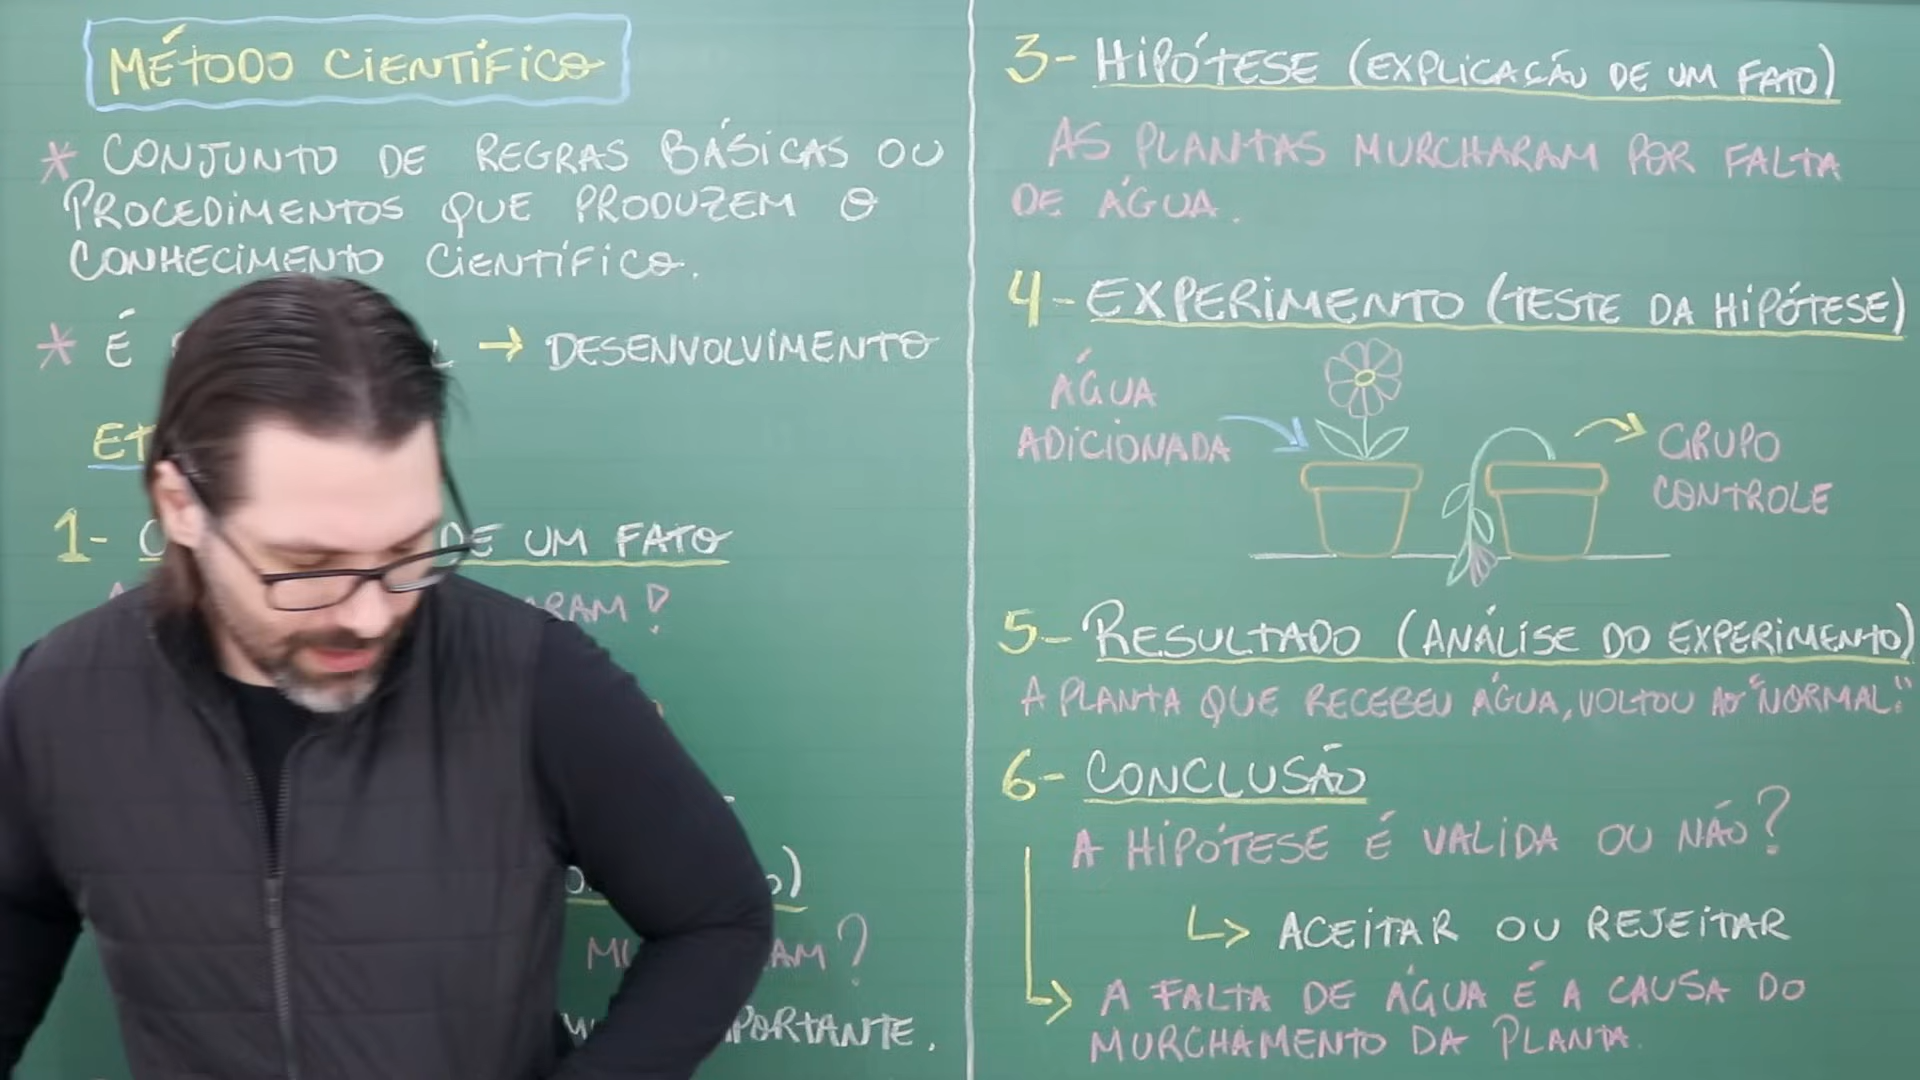 MÉTODO CIENTÍFICO
* CONJUNTO DE REGRAS BÁSICAS OU
PROCEDIMENTOS QUE PRODUZEM O
CONHECIMENTO CIENTÍFICO.
* É → DESENVOLVIMENTO
1- DE UM FATO
3- HIPÓTESE (EXPLICAÇÃO DE UM FATO)
AS PLANTAS MURCHARAM POR FALTA
DE ÁGUA.
4- EXPERIMENTO (TESTE DA HIPÓTESE)
ÁGUA
ADICIONADA
GRUPO
CONTROLE
5- RESULTADO (ANÁLISE DO EXPERIMENTO)
A PLANTA QUE RECEBEU ÁGUA, VOLTOU AO "NORMAL."
6- CONCLUSÃO
A HIPÓTESE É VALIDA OU NÃO?
↳ ACEITAR OU REJEITAR
→ A FALTA DE ÁGUA É A CAUSA DO
MURCHAMENTO DA PLANTA.